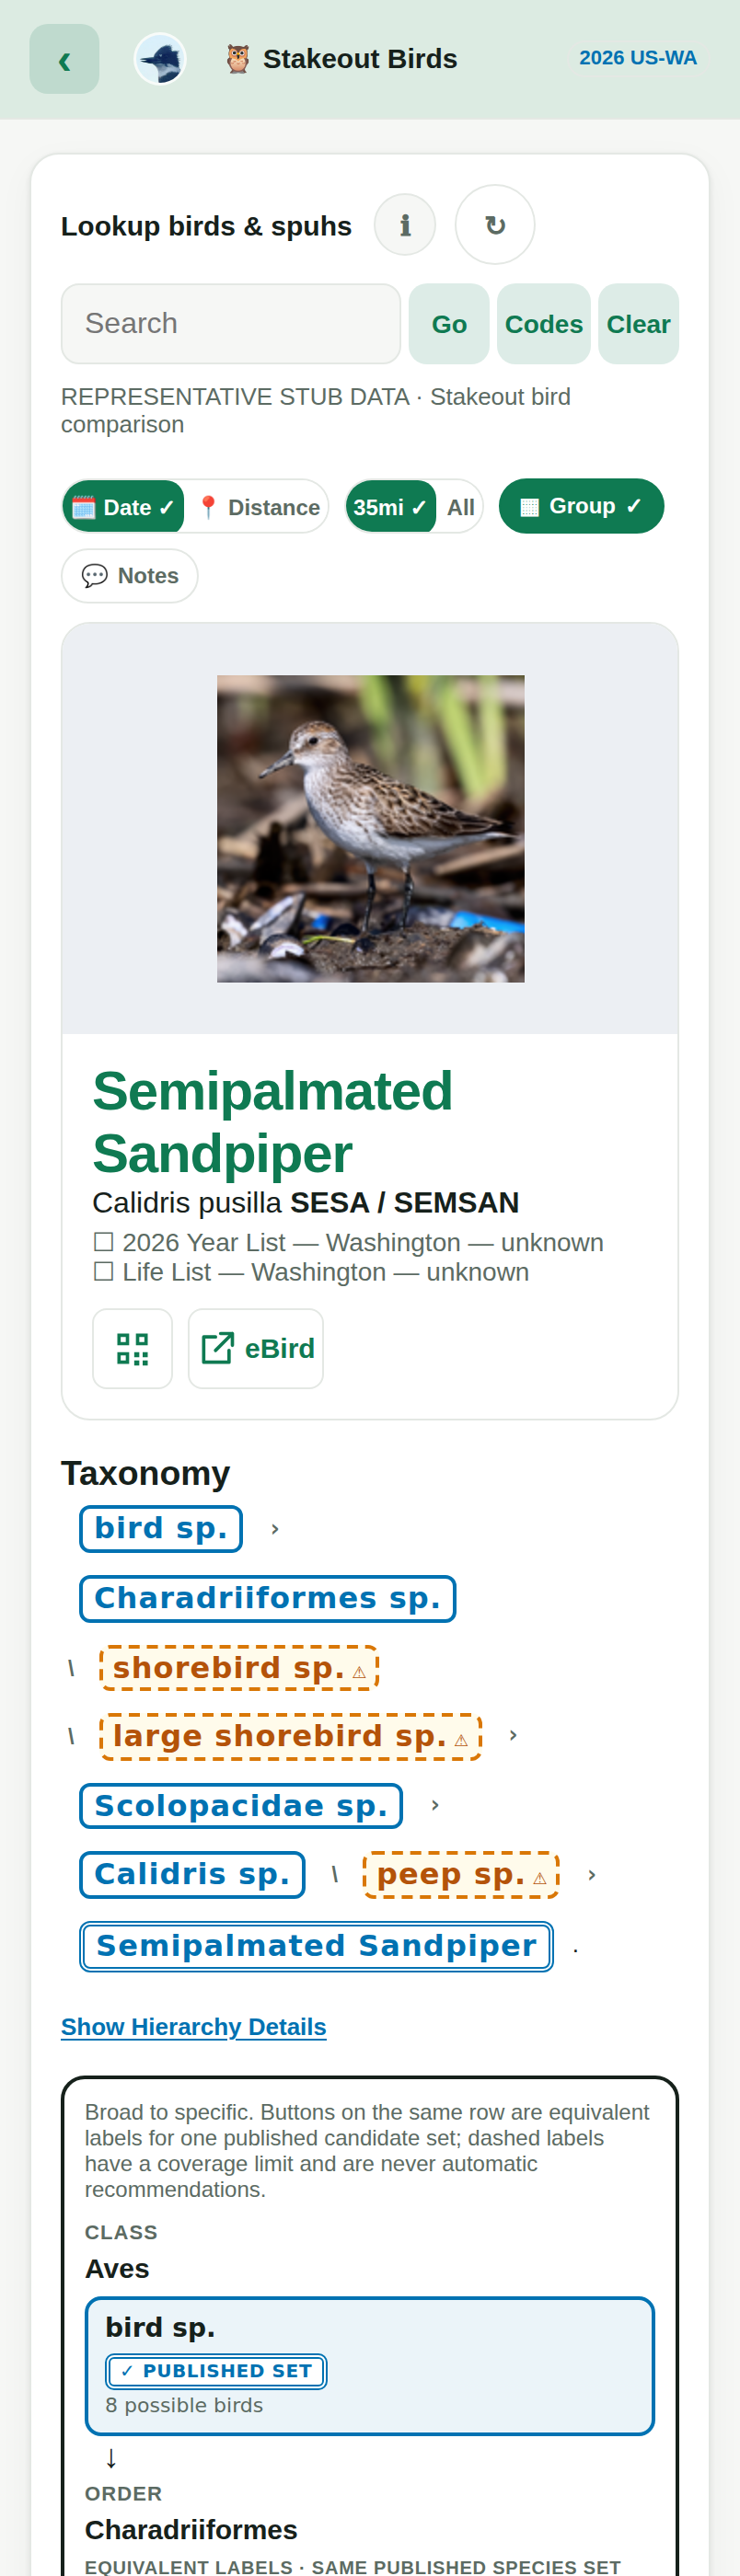 ‹ 🦉 Stakeout Birds 2026 US-WA
Lookup birds & spuhs ℹ ↻
Search Go Codes Clear
REPRESENTATIVE STUB DATA · Stakeout bird
comparison
🗓️ Date ✓ 📍 Distance 35mi ✓ All ▦ Group ✓
💬 Notes
Semipalmated
Sandpiper
Calidris pusilla SESA / SEMSAN
☐ 2026 Year List — Washington — unknown
☐ Life List — Washington — unknown
eBird
Taxonomy
bird sp. ›
Charadriiformes sp.
\ shorebird sp. ⚠
\ large shorebird sp. ⚠ ›
Scolopacidae sp. ›
Calidris sp. \ peep sp. ⚠ ›
Semipalmated Sandpiper .
Show Hierarchy Details
Broad to specific. Buttons on the same row are equivalent
labels for one published candidate set; dashed labels
have a coverage limit and are never automatic
recommendations.
CLASS
Aves
bird sp.
✓ PUBLISHED SET
8 possible birds
↓
ORDER
Charadriiformes
EQUIVALENT LABELS · SAME PUBLISHED SPECIES SET